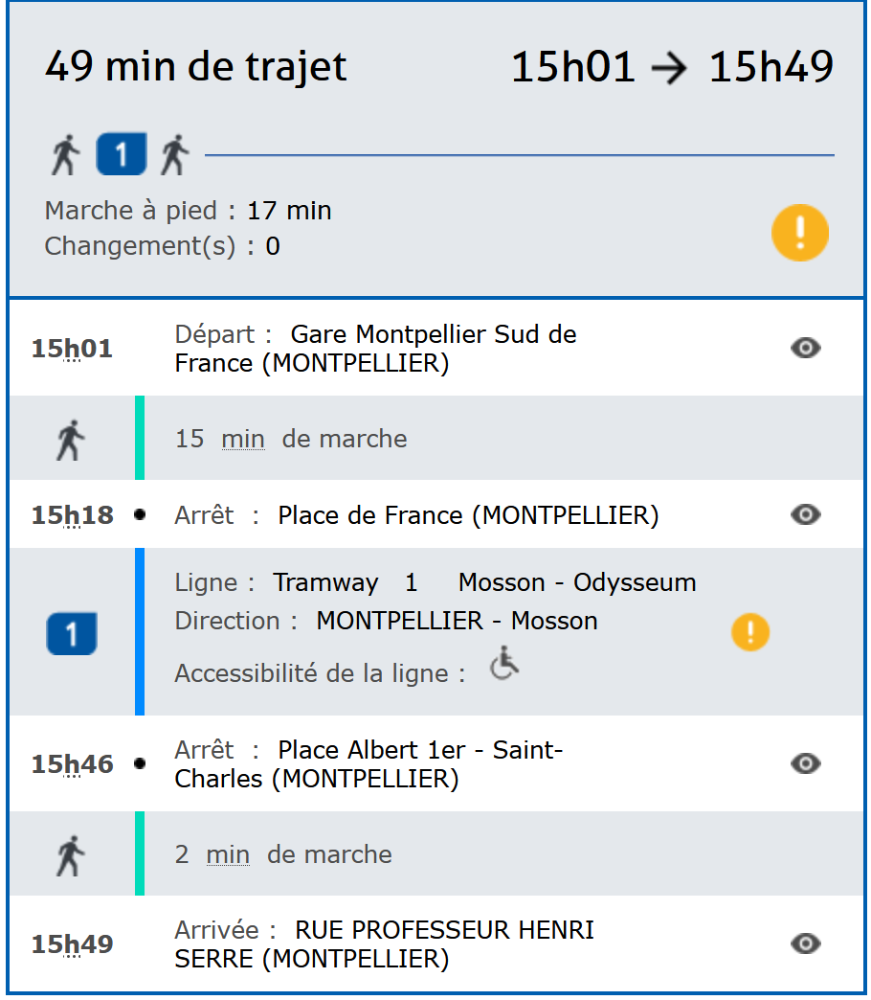 49 min de trajet 15h01 → 15h49
1
Marche à pied : 17 min
Changement(s) : 0
!
15h01 Départ : Gare Montpellier Sud de
France (MONTPELLIER)
15 min de marche
15h18 • Arrêt : Place de France (MONTPELLIER)
Ligne : Tramway 1 Mosson - Odysseum
Direction : MONTPELLIER - Mosson
1 !
Accessibilité de la ligne :
15h46 • Arrêt : Place Albert 1er - Saint-
Charles (MONTPELLIER)
2 min de marche
15h49 Arrivée : RUE PROFESSEUR HENRI
SERRE (MONTPELLIER)